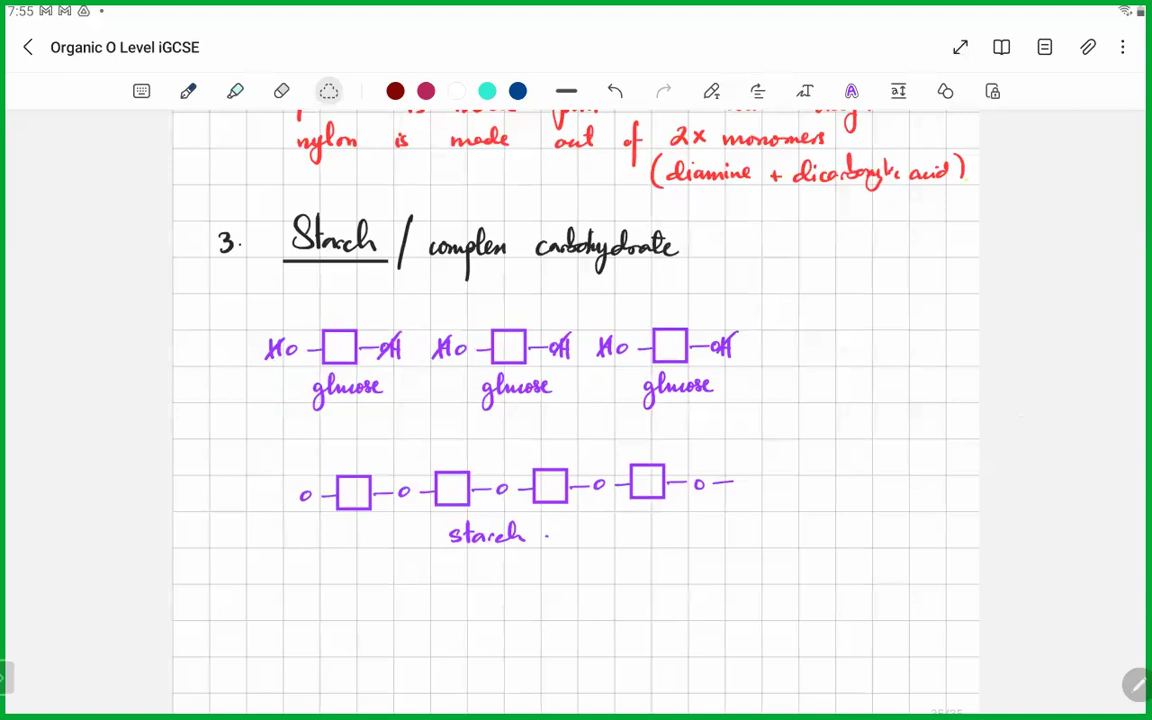 7:55
Organic O Level iGCSE
nylon is made out of 2x monomers
(diamine + dicarboxylic acid)
3. Starch / complex carbohydrate
HO OH HO OH HO OH
glucose glucose glucose
O O O O O
starch